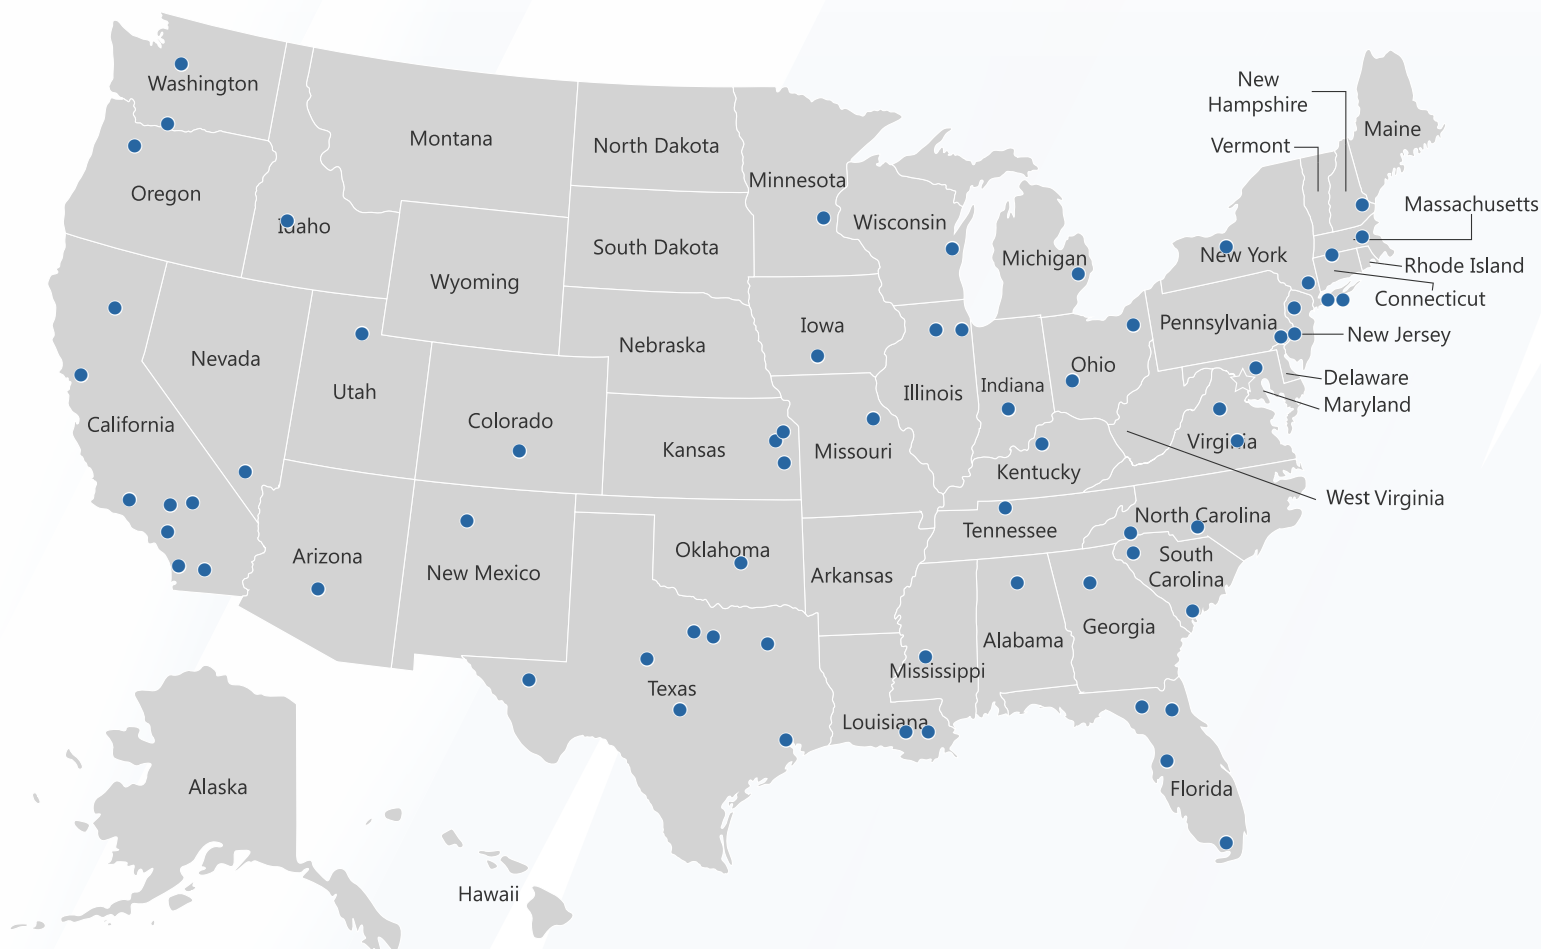 New
Hampshire
Washington
Maine
Montana
North Dakota
Vermont
Minnesota
Oregon
Massachusetts
Idaho
Wisconsin
South Dakota
Michigan
New York
Rhode Island
Wyoming
Connecticut
Iowa
Pennsylvania
New Jersey
Nebraska
Nevada
Ohio
Delaware
Utah
Indiana
Illinois
Maryland
Colorado
California
Virginia
Kansas
Missouri
Kentucky
West Virginia
North Carolina
Tennessee
Oklahoma
Arizona
South
Carolina
New Mexico
Arkansas
Georgia
Alabama
Mississippi
Texas
Louisiana
Alaska
Florida
Hawaii